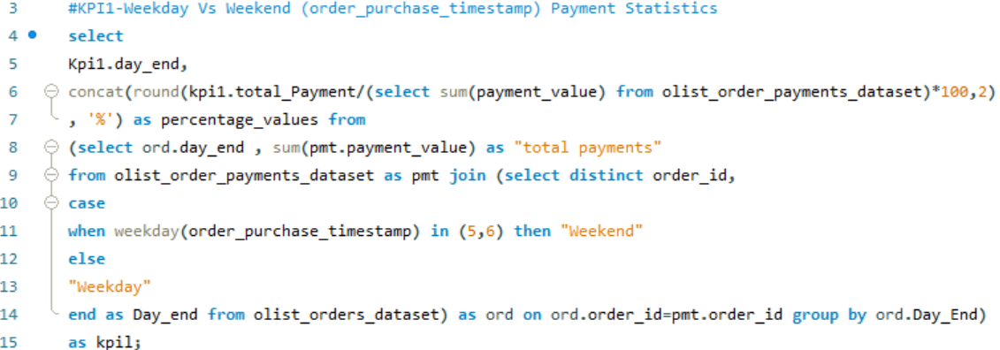 3 #KPI1-Weekday Vs Weekend (order_purchase_timestamp) Payment Statistics
4 select
5 Kpi1.day_end,
6 concat(round(kpi1.total_Payment/(select sum(payment_value) from olist_order_payments_dataset)*100,2)
7 , '%') as percentage_values from
8 (select ord.day_end , sum(pmt.payment_value) as "total payments"
9 from olist_order_payments_dataset as pmt join (select distinct order_id,
10 case
11 when weekday(order_purchase_timestamp) in (5,6) then "Weekend"
12 else
13 "Weekday"
14 end as Day_end from olist_orders_dataset) as ord on ord.order_id=pmt.order_id group by ord.Day_End)
15 as kpil;